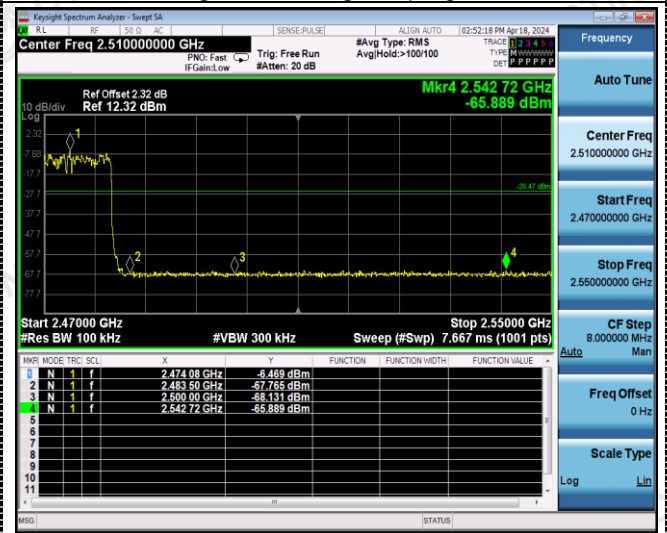 Keysight Spectrum Analyzer - Swept SA
RL RF 50 Ω AC SENSE:PULSE ALIGN AUTO 02:52:18 PM Apr 18, 2024
Center Freq 2.510000000 GHz
PNO: Fast
IFGain:Low
Trig: Free Run
#Atten: 20 dB
#Avg Type: RMS
Avg|Hold:>100/100
TRACE 1 2 3 4 5 6
TYPE MWWWWW
DET P P P P P P
Frequency
Auto Tune
Center Freq
2.510000000 GHz
Start Freq
2.470000000 GHz
Stop Freq
2.550000000 GHz
CF Step
8.000000 MHz
Auto Man
Freq Offset
0 Hz
Scale Type
Log Lin
Mkr4 2.542 72 GHz
-65.889 dBm
Ref Offset 2.32 dB
10 dB/div Ref 12.32 dBm
Log
2.32
-7.68
-17.7
-27.7
-37.7
-47.7
-57.7
-67.7
-77.7
1
2
3
4
-26.47 dBm
Start 2.47000 GHz Stop 2.55000 GHz
#Res BW 100 kHz #VBW 300 kHz Sweep (#Swp) 7.667 ms (1001 pts)
MKR MODE TRC SCL X Y FUNCTION FUNCTION WIDTH FUNCTION VALUE
1 N 1 f 2.474 08 GHz -6.469 dBm
2 N 1 f 2.483 50 GHz -67.765 dBm
3 N 1 f 2.500 00 GHz -68.131 dBm
4 N 1 f 2.542 72 GHz -65.889 dBm
5
6
7
8
9
10
11
MSG STATUS